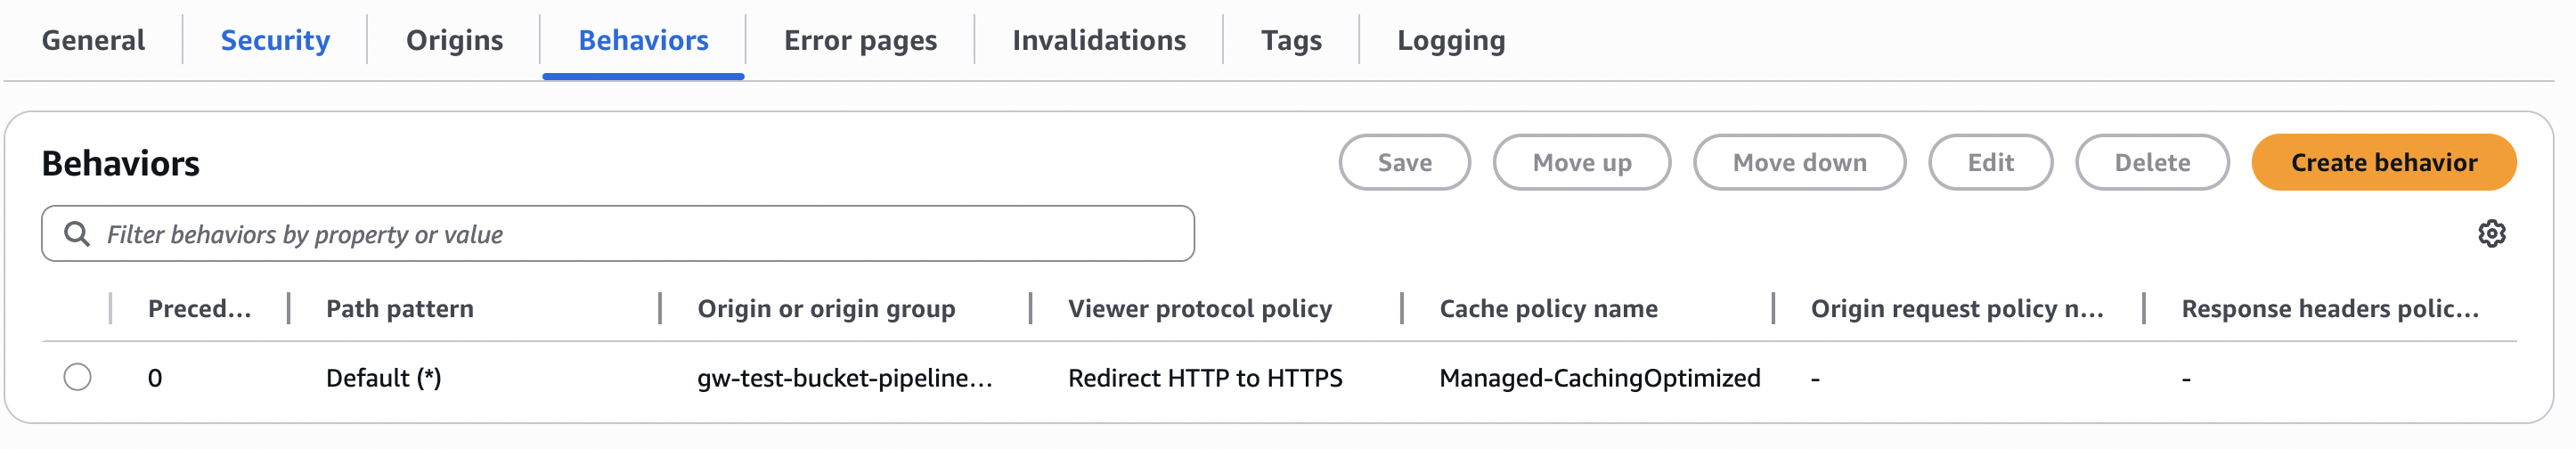 General Security Origins Behaviors Error pages Invalidations Tags Logging
Behaviors Save Move up Move down Edit Delete Create behavior
Filter behaviors by property or value
Preced... Path pattern Origin or origin group Viewer protocol policy Cache policy name Origin request policy n... Response headers polic...
0 Default (*) gw-test-bucket-pipeline... Redirect HTTP to HTTPS Managed-CachingOptimized - -